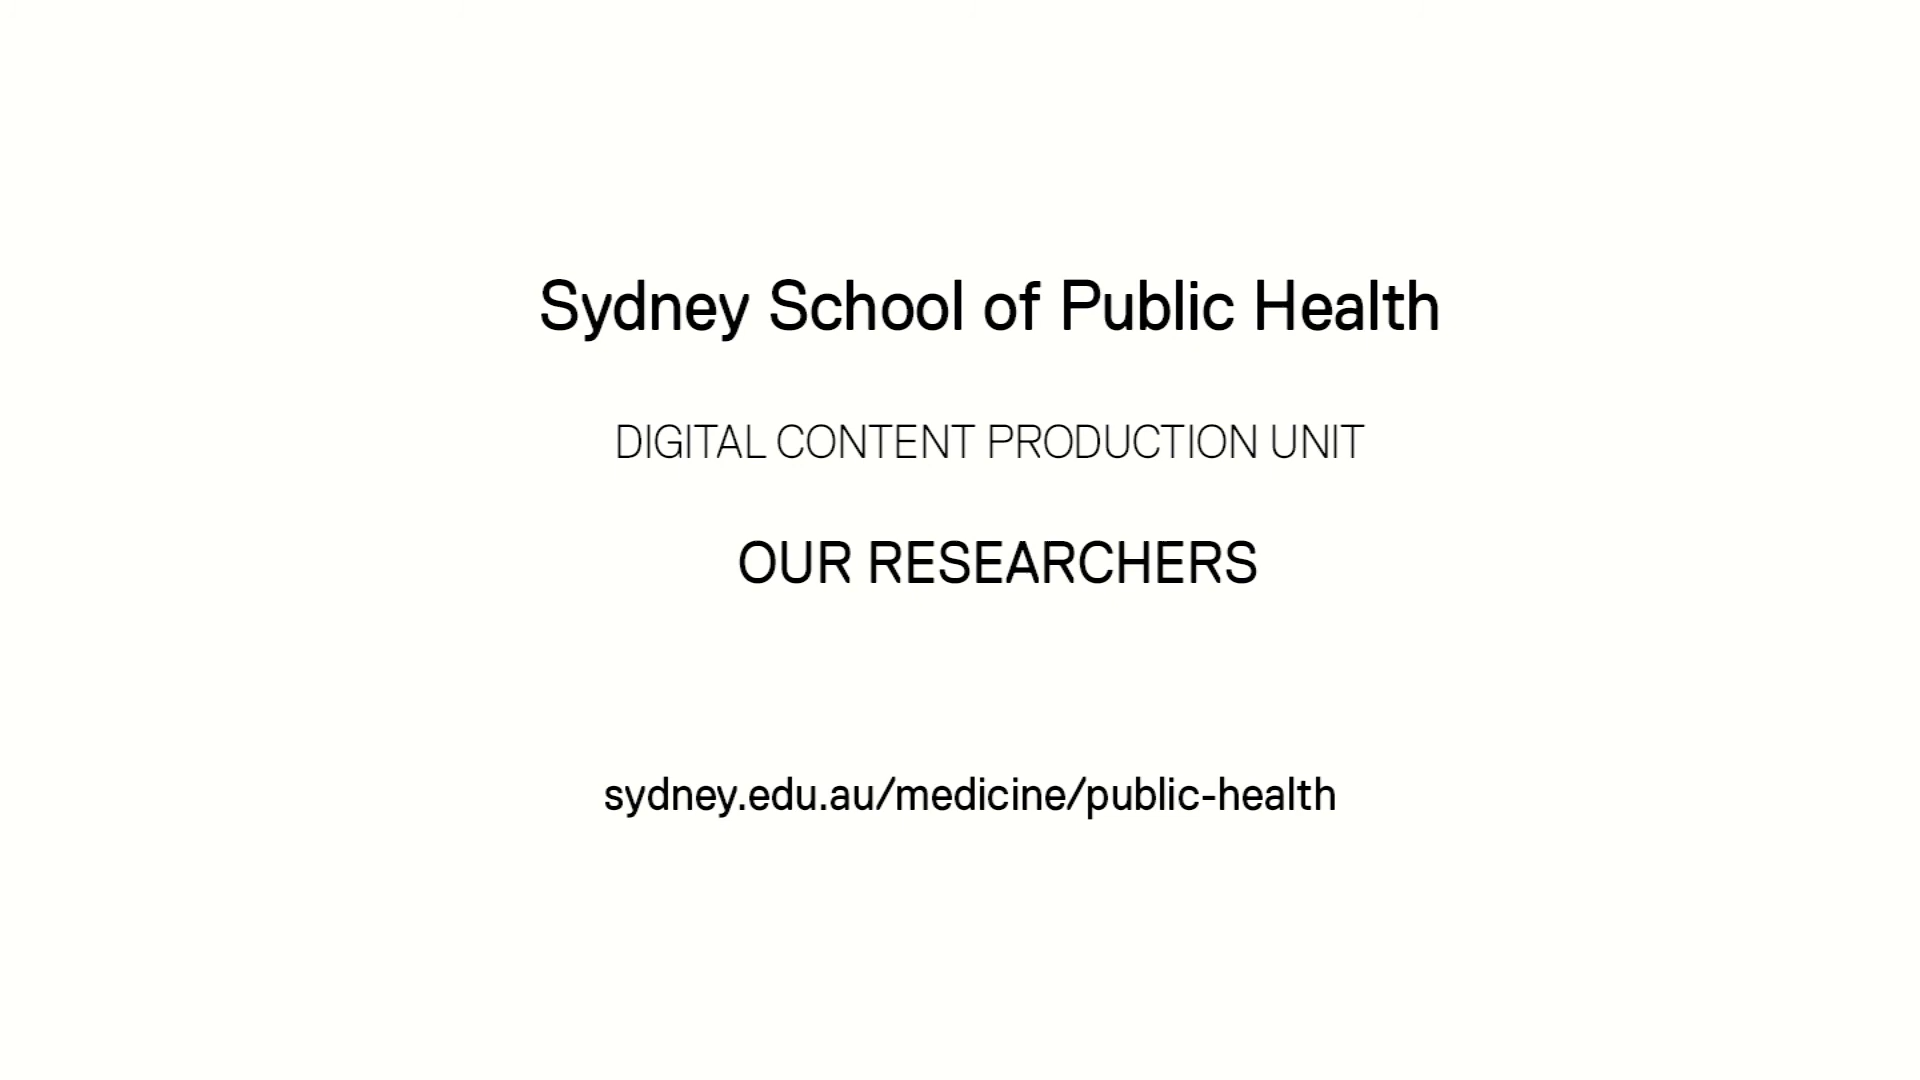 Sydney School of Public Health
DIGITAL CONTENT PRODUCTION UNIT
OUR RESEARCHERS
sydney.edu.au/medicine/public-health